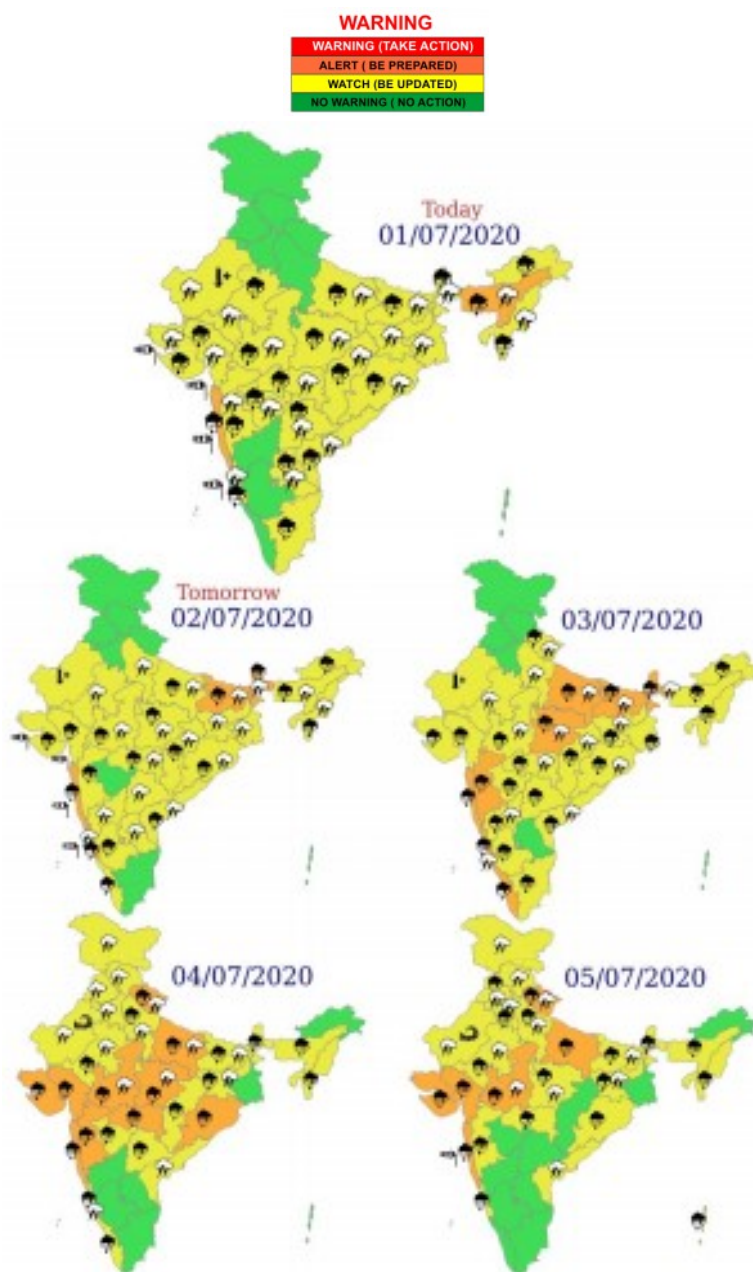 WARNING
WARNING (TAKE ACTION)
ALERT ( BE PREPARED)
WATCH (BE UPDATED)
NO WARNING ( NO ACTION)
Today
01/07/2020
Tomorrow
02/07/2020
03/07/2020
04/07/2020
05/07/2020